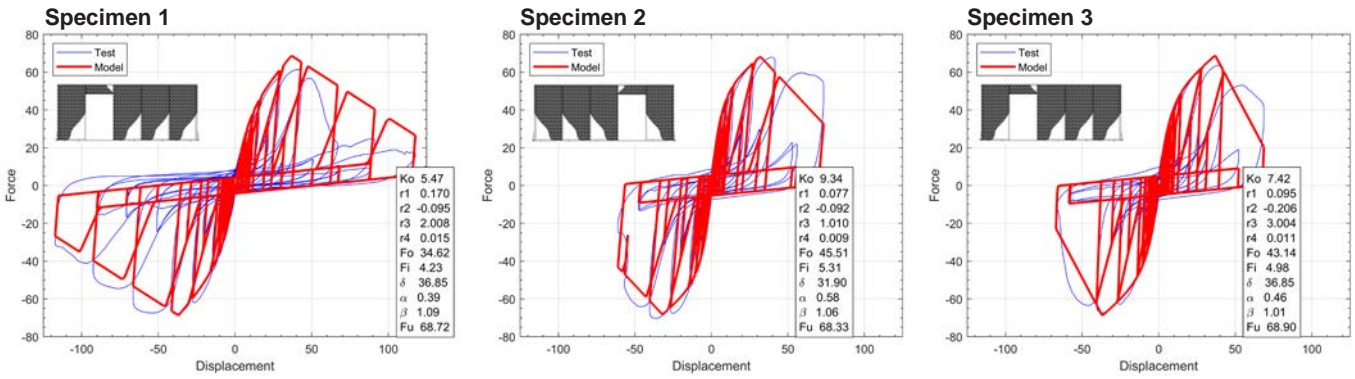 Specimen 1
Test
Model
Force
80
60
40
20
0
-20
-40
-60
-80
-100
-50
0
50
100
Displacement
Ko 5.47
r1 0.170
r2 -0.095
r3 2.008
r4 0.015
Fo 34.62
Fi 4.23
δ 36.85
α 0.39
β 1.09
Fu 68.72
Specimen 2
Test
Model
Force
80
60
40
20
0
-20
-40
-60
-80
-100
-50
0
50
100
Displacement
Ko 9.34
r1 0.077
r2 -0.092
r3 1.010
r4 0.009
Fo 45.51
Fi 5.31
δ 31.90
α 0.58
β 1.06
Fu 68.33
Specimen 3
Test
Model
Force
80
60
40
20
0
-20
-40
-60
-80
-100
-50
0
50
100
Displacement
Ko 7.42
r1 0.095
r2 -0.206
r3 3.004
r4 0.011
Fo 43.14
Fi 4.98
δ 36.85
α 0.46
β 1.01
Fu 68.90